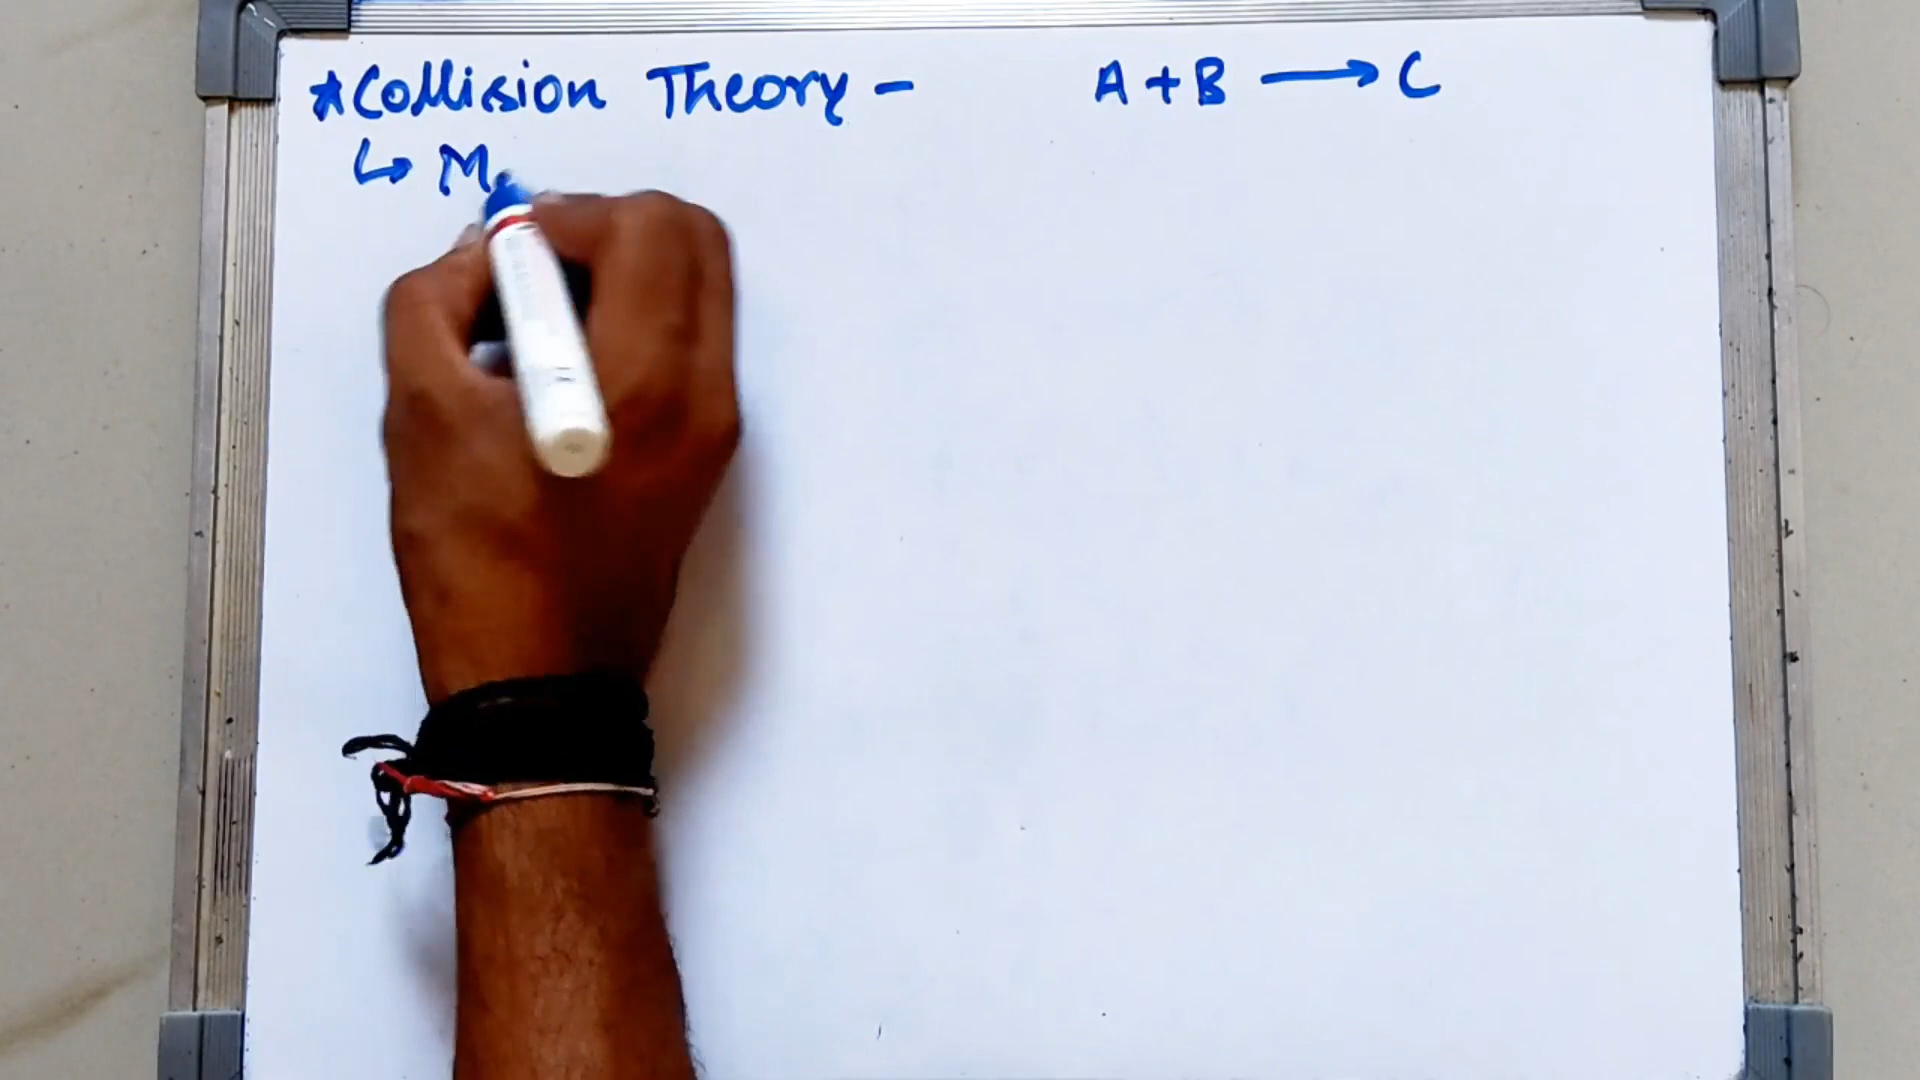 *Collision Theory - A + B ⟶ C
↳ M